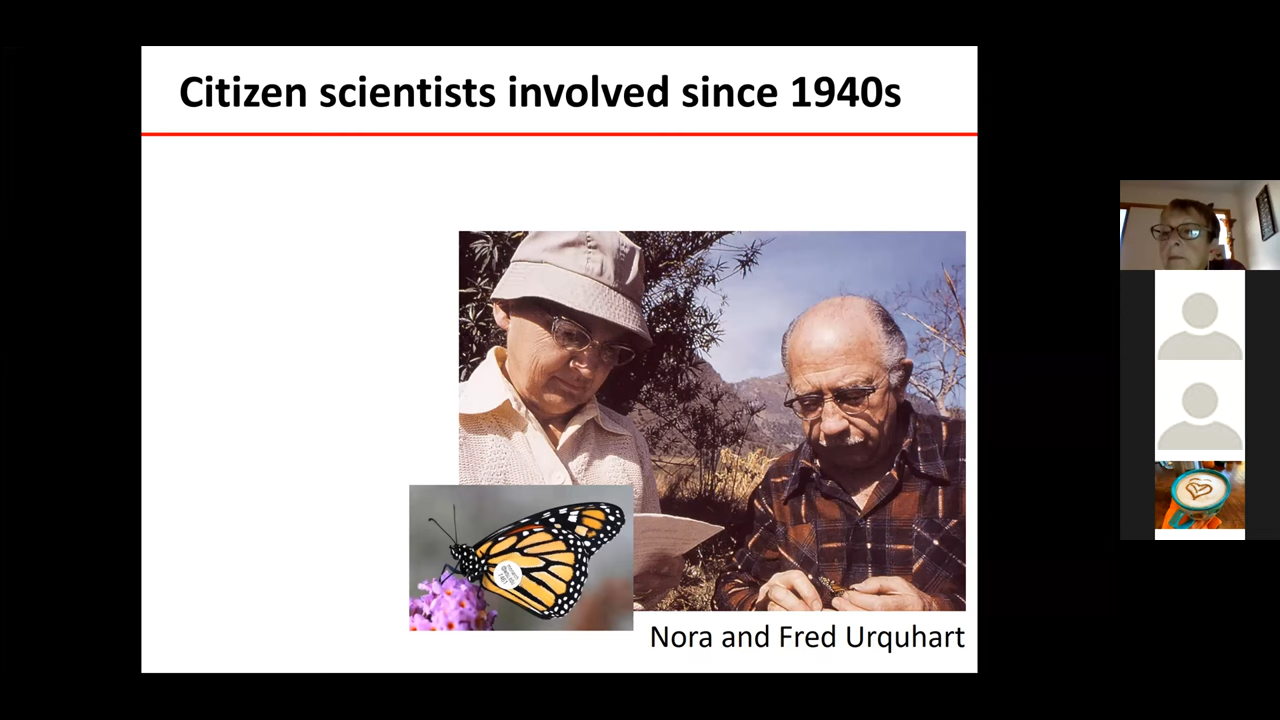 Citizen scientists involved since 1940s
Nora and Fred Urquhart